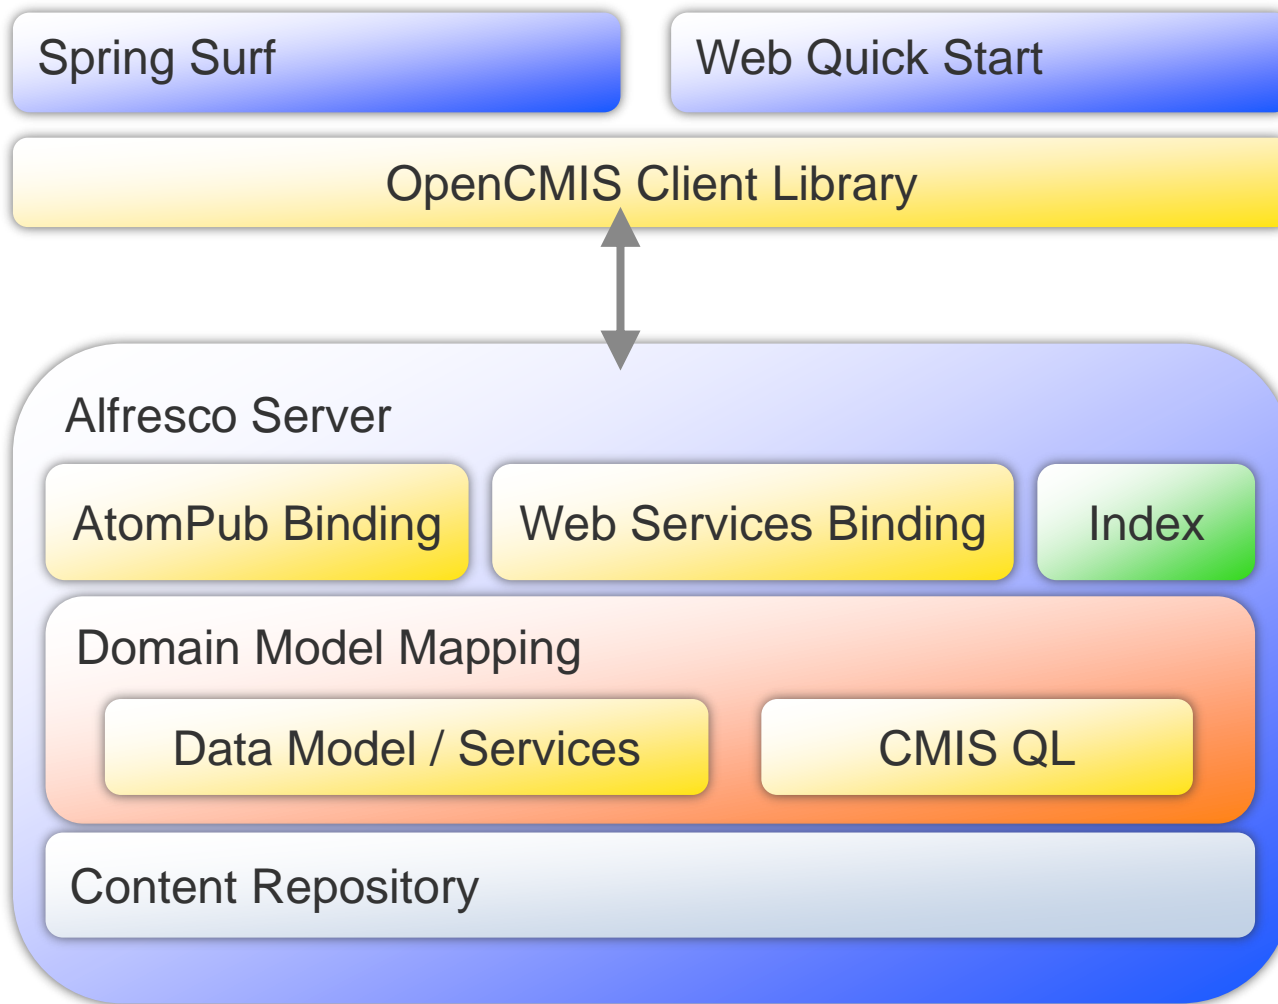 Spring Surf
Web Quick Start
OpenCMIS Client Library
Alfresco Server
AtomPub Binding
Web Services Binding
Index
Domain Model Mapping
Data Model / Services
CMIS QL
Content Repository